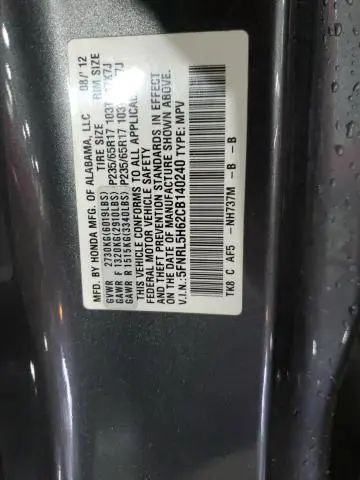 MFD. BY HONDA MFG. OF ALABAMA, LLC 08/12
TIRE SIZE RIM SIZE
GVWR 2730KG(6019LBS)
GAWR F 1320KG(2910LBS) P235/65R17 103T 17X7J
GAWR R 1515KG(3340LBS) P235/65R17 103T 17X7J
THIS VEHICLE CONFORMS TO ALL APPLICABLE
FEDERAL MOTOR VEHICLE SAFETY
AND THEFT PREVENTION STANDARDS IN EFFECT
ON THE DATE OF MANUFACTURE SHOWN ABOVE.
V.I.N.:5FNRL5H62CB140240 TYPE: MPV
TK8 C AF5 - NH737M - B - B